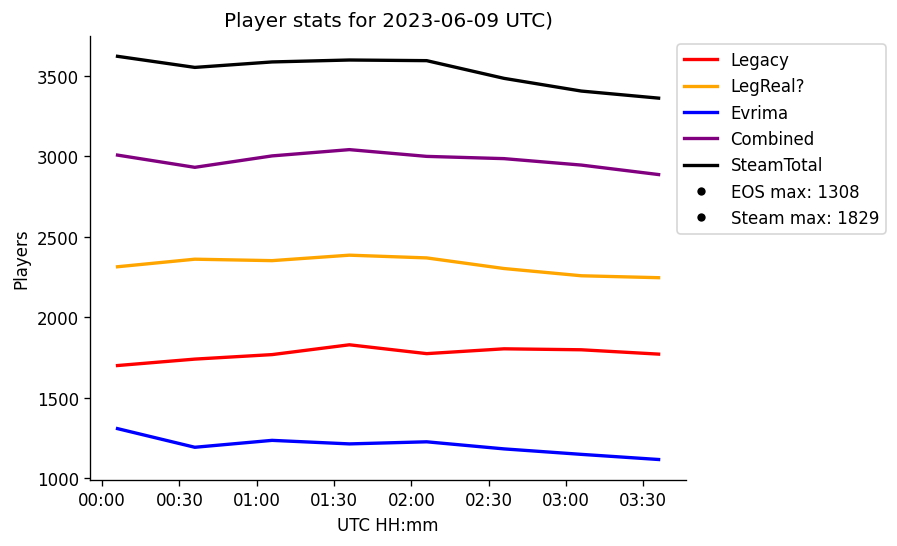 Player stats for 2023-06-09 UTC)
Legacy
LegReal?
Evrima
Combined
SteamTotal
EOS max: 1308
Steam max: 1829
Players
3500
3000
2500
2000
1500
1000
00:00 00:30 01:00 01:30 02:00 02:30 03:00 03:30
UTC HH:mm